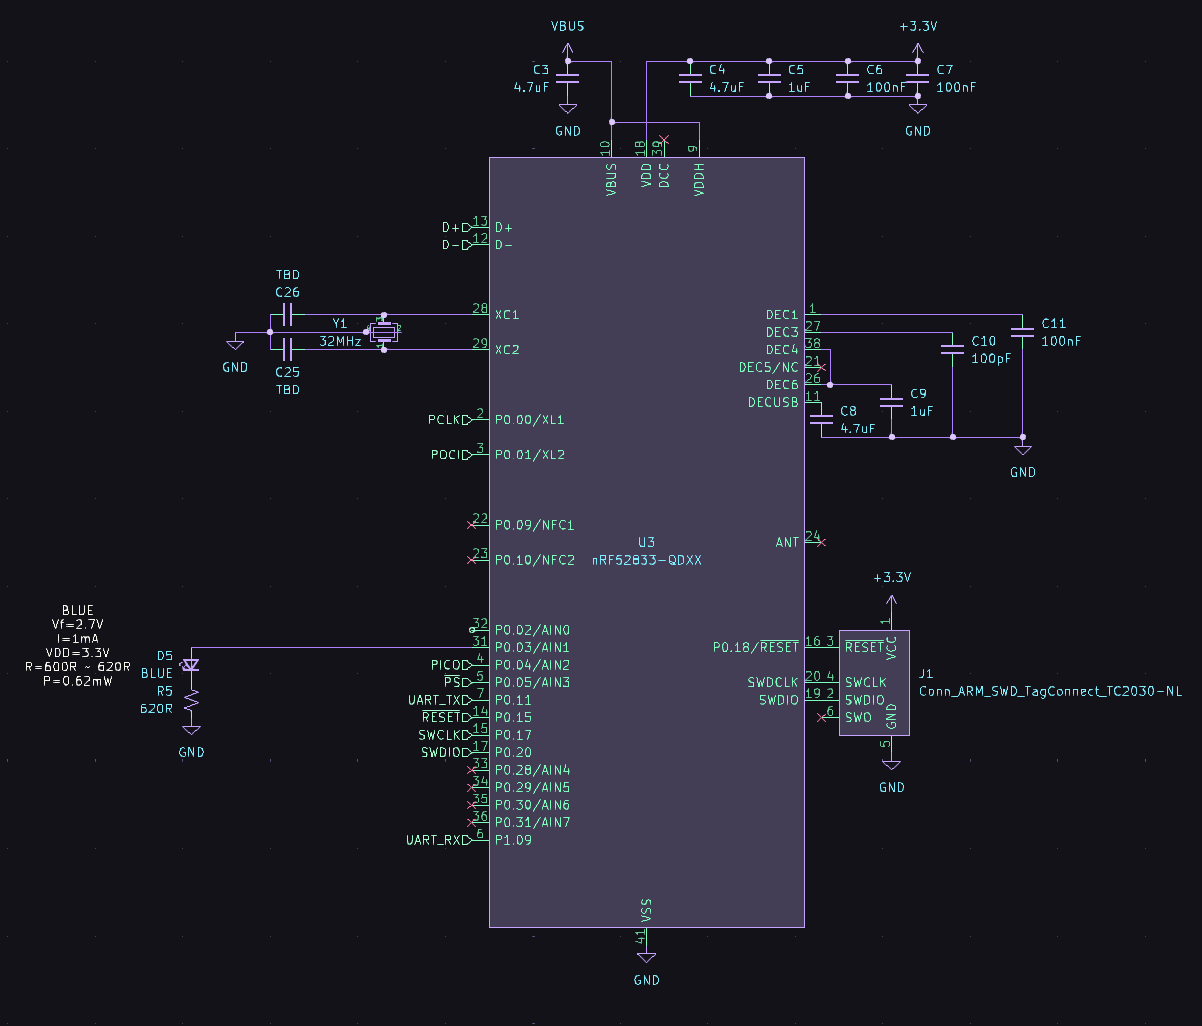 VBUS
+3.3V
C3
4.7uF
C4
4.7uF
C5
1uF
C6
100nF
C7
100nF
GND
GND
10
18
39
9
VBUS
VDD
DCC
VDDH
D+ 13 D+
D- 12 D-
TBD
C26
28 XC1
Y1
32MHz
29 XC2
GND
C25
TBD
DEC1 1
DEC3 27
DEC4 38
DEC5/NC 21
DEC6 26
DECUSB 11
C11
100nF
C10
100pF
C9
1uF
C8
4.7uF
GND
PCLK 2 P0.00/XL1
POCI 3 P0.01/XL2
22 P0.09/NFC1
23 P0.10/NFC2
U3
nRF52833-QDXX
ANT 24
+3.3V
BLUE
Vf=2.7V
I=1mA
VDD=3.3V
R=600R ~ 620R
P=0.62mW
D5
BLUE
R5
620R
GND
32 P0.02/AIN0
31 P0.03/AIN1
PICO 4 P0.04/AIN2
PS 5 P0.05/AIN3
UART_TX 7 P0.11
RESET 14 P0.15
SWCLK 15 P0.17
SWDIO 17 P0.20
33 P0.28/AIN4
34 P0.29/AIN5
35 P0.30/AIN6
36 P0.31/AIN7
UART_RX 6 P1.09
1
VCC
P0.18/RESET 16 3 RESET
SWDCLK 20 4 SWCLK
SWDIO 19 2 SWDIO
6 SWO
GND
5
J1
Conn_ARM_SWD_TagConnect_TC2030-NL
GND
VSS
41
GND